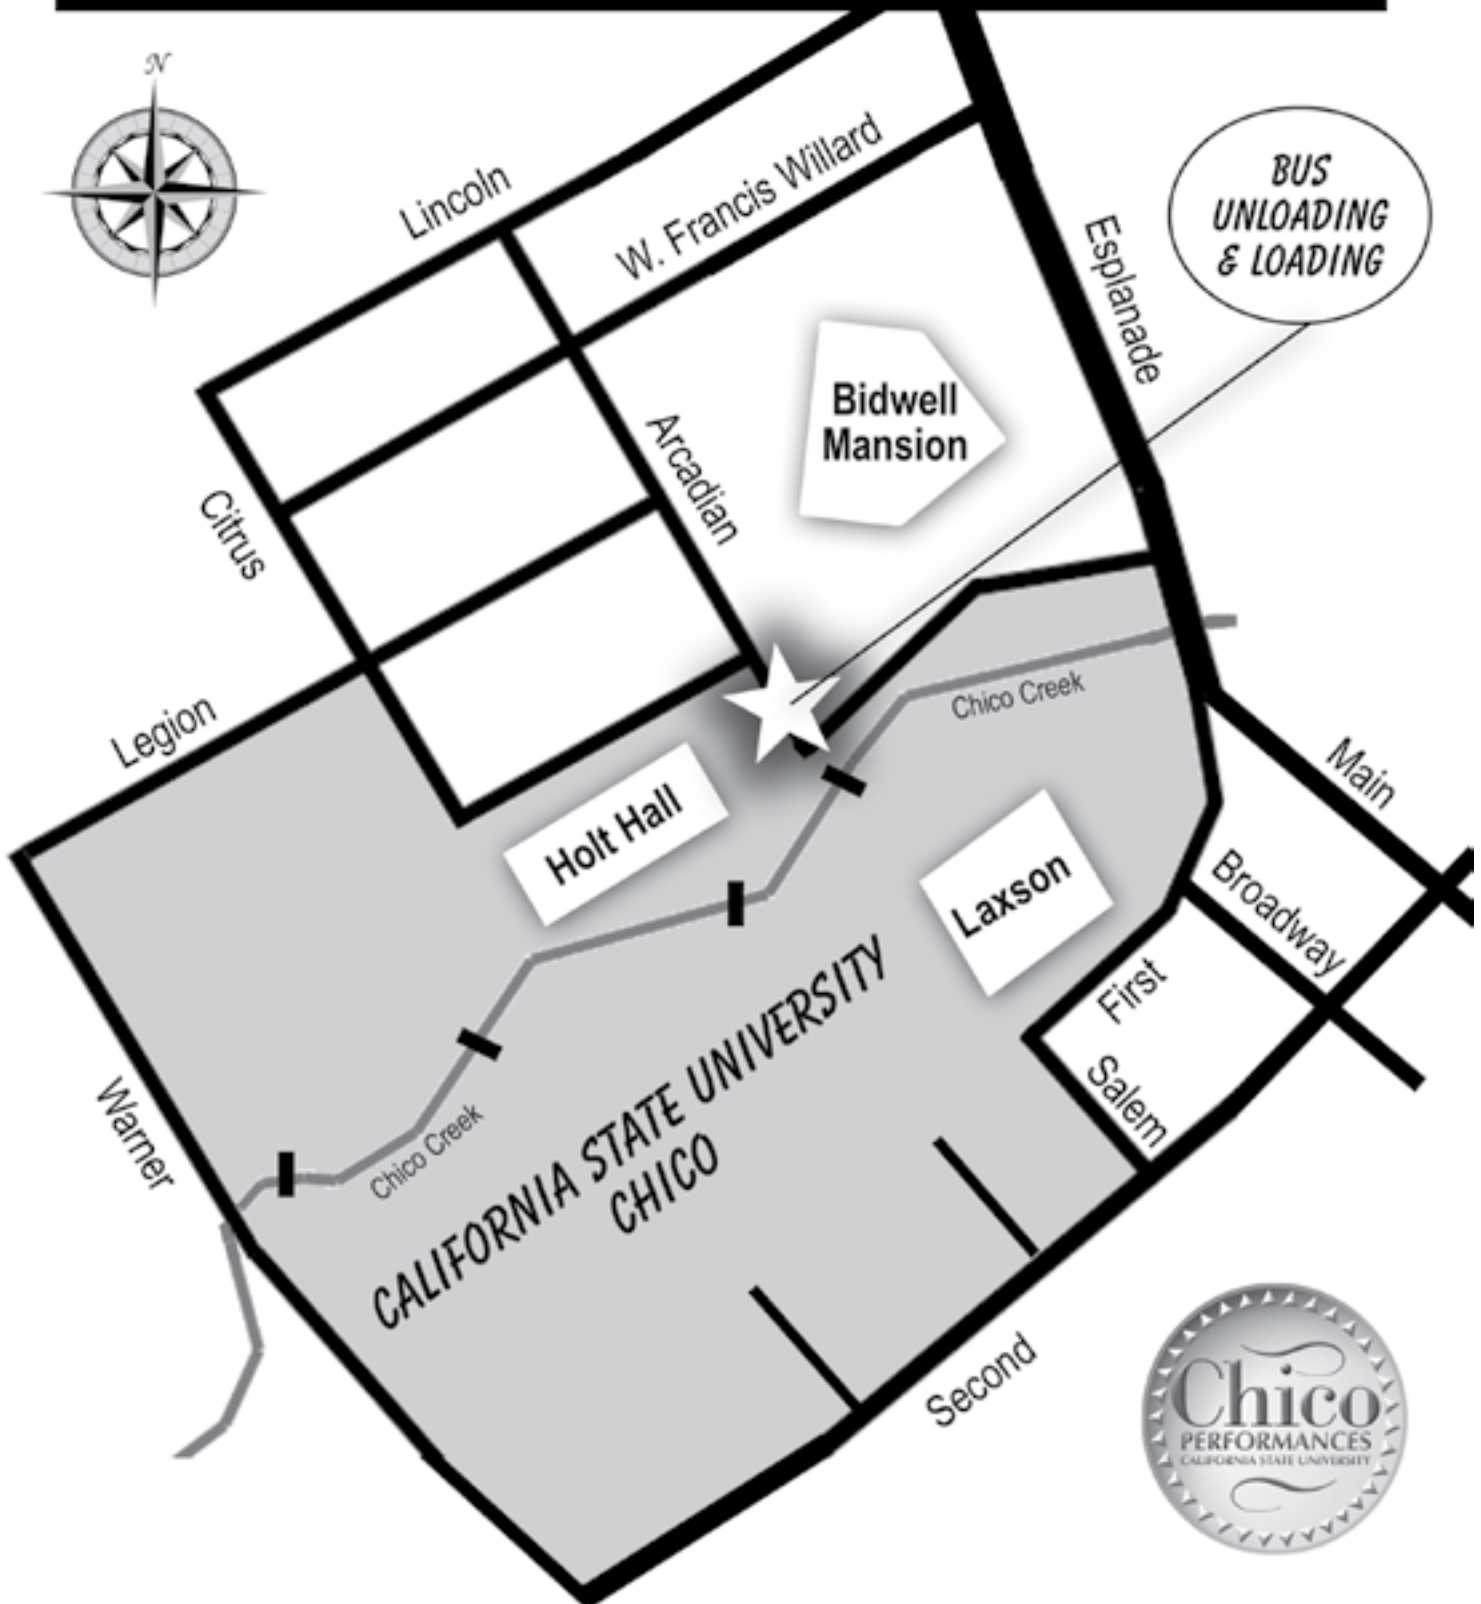 N
Lincoln
W. Francis Willard
Esplanade
BUS
UNLOADING
& LOADING
Bidwell
Mansion
Arcadian
Citrus
Legion
Chico Creek
Main
Holt Hall
Laxson
Broadway
First
Salem
CALIFORNIA STATE UNIVERSITY
CHICO
Chico Creek
Warner
Second
Chico
PERFORMANCES
CALIFORNIA STATE UNIVERSITY